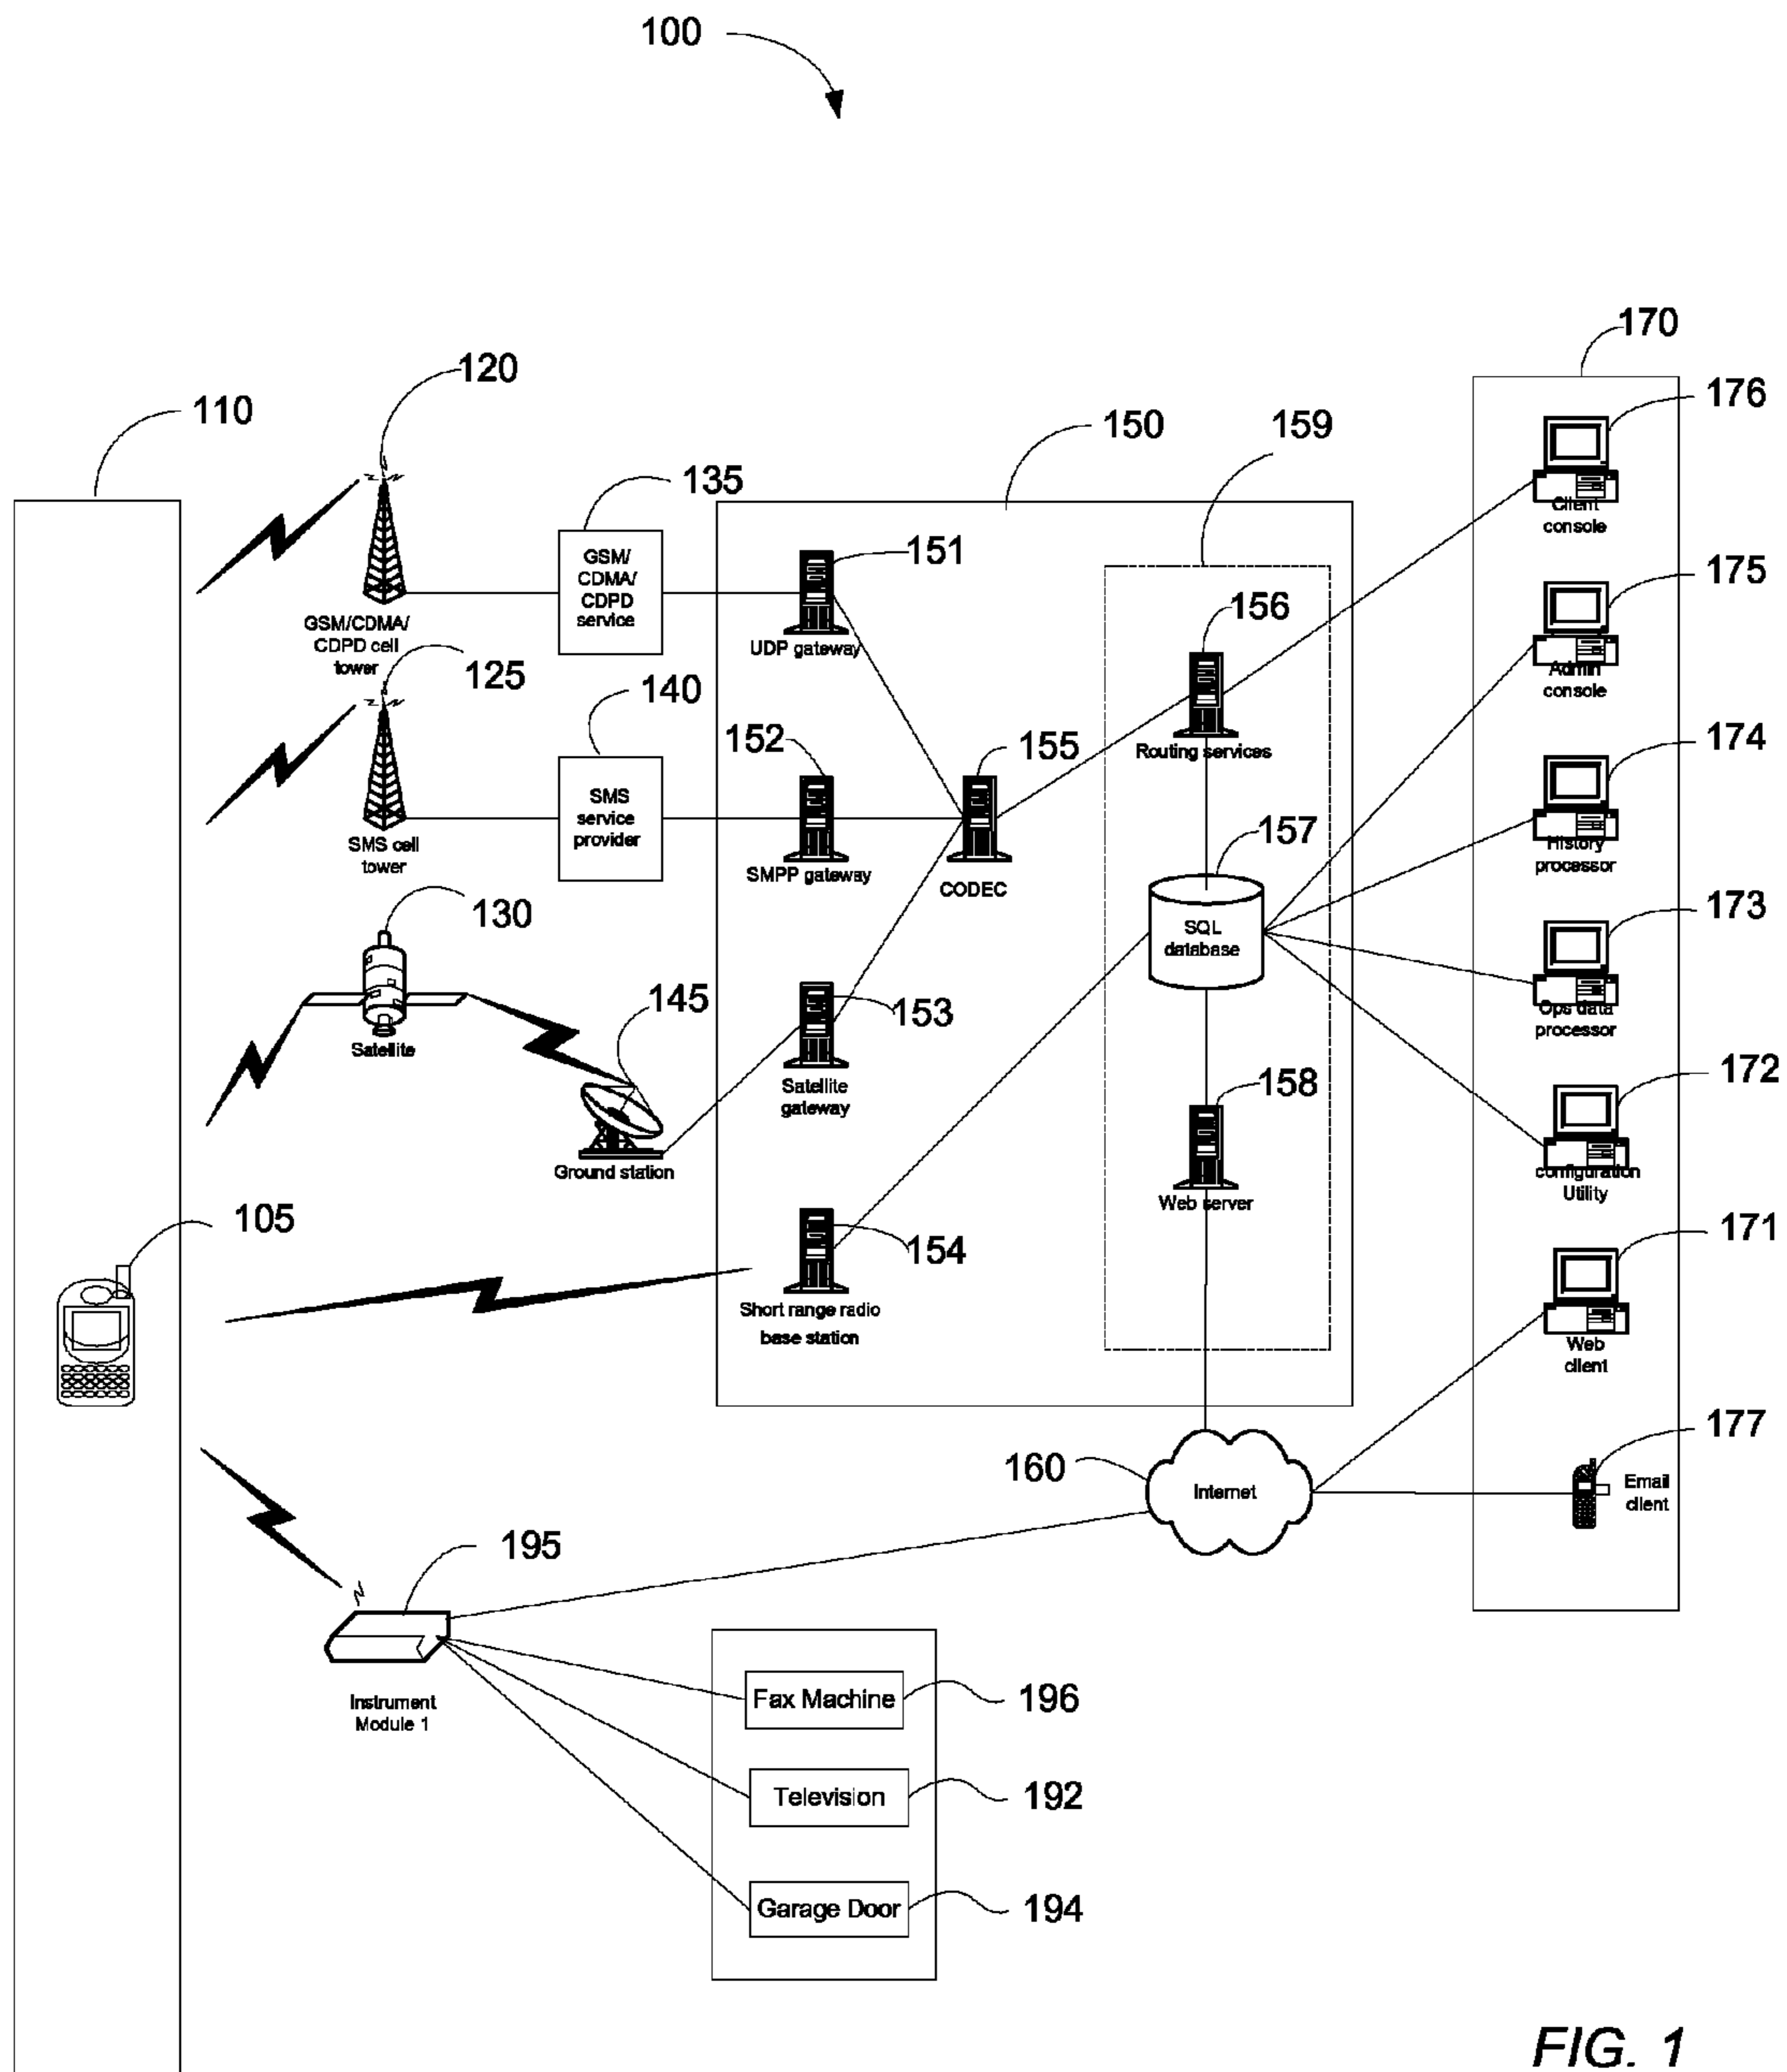 100
170
120
176
110
150
159
135
GSM/
CDMA/
CDPD
service
151
Client
console
175
156
GSM/CDMA/
CDPD cell
tower
UDP gateway
125
140
Admin
console
152
155
Routing services
174
SMS
service
provider
157
SMS cell
tower
SMPP gateway
CODEC
History
processor
130
SQL
database
173
145
153
Ops data
processor
Satellite
172
Satellite
gateway
158
Ground station
Web server
configuration
Utility
105
154
171
Short range radio
base station
Web
client
177
160
Internet
Email
client
195
Instrument
Module 1
Fax Machine
196
Television
192
Garage Door
194
FIG. 1